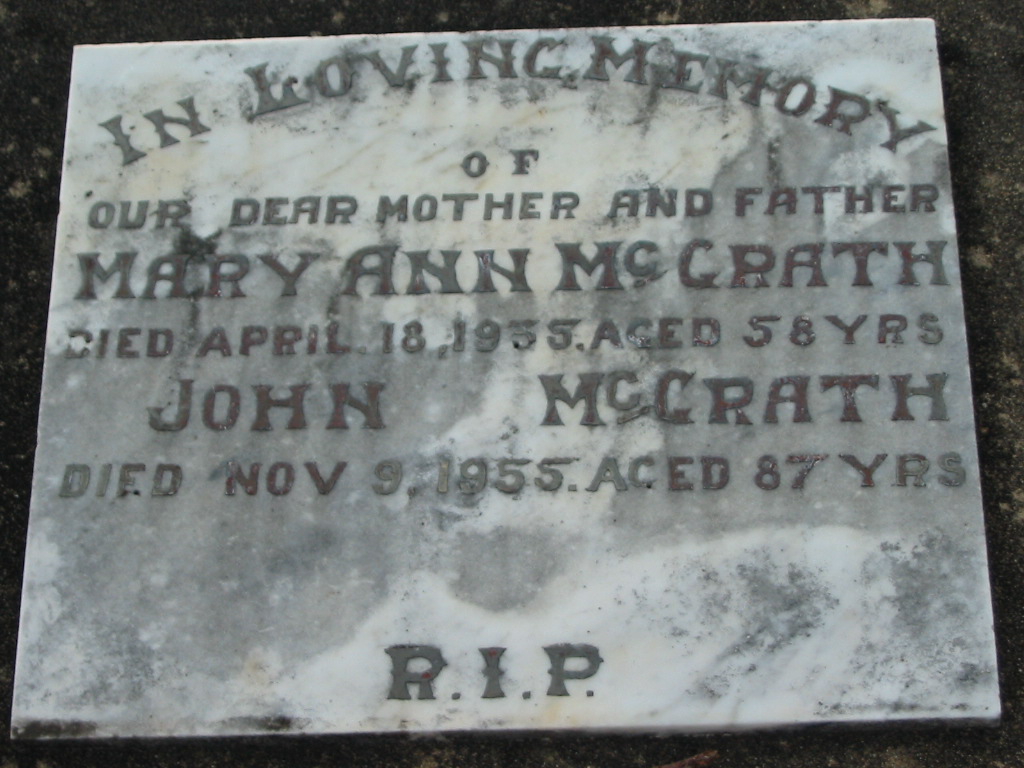 IN LOVING MEMORY
OF
OUR DEAR MOTHER AND FATHER
MARY ANN McGRATH
DIED APRIL 18, 1935. AGED 58 YRS
JOHN McGRATH
DIED NOV 9, 1955. AGED 87 YRS
R.I.P.